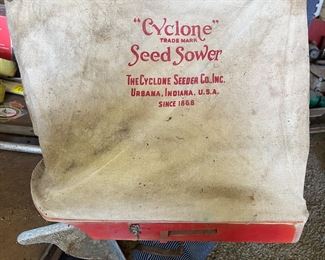 "Cyclone"
TRADE MARK
Seed Sower
THE CYCLONE SEEDER CO., INC.
URBANA, INDIANA, U.S.A.
SINCE 1868